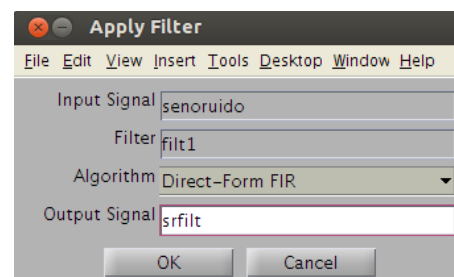 Apply Filter
File Edit View Insert Tools Desktop Window Help
Input Signal senoruido
Filter filt1
Algorithm Direct-Form FIR
Output Signal srfilt
OK Cancel